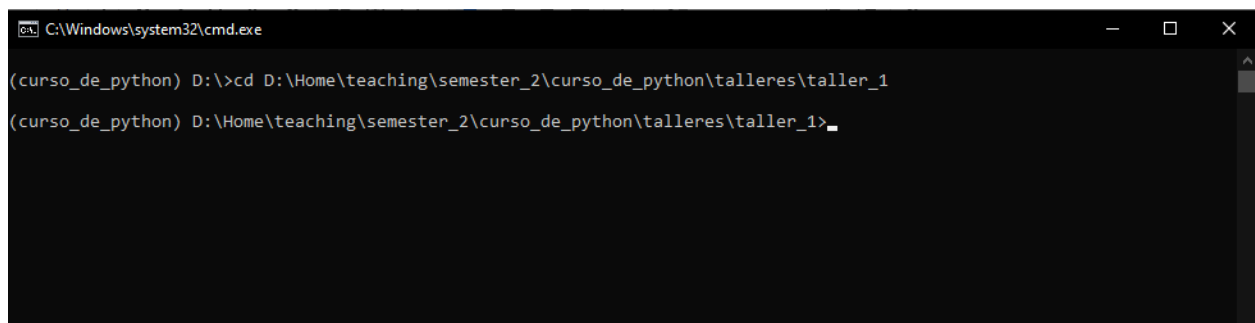 C:\Windows\system32\cmd.exe
(curso_de_python) D:\>cd D:\Home\teaching\semester_2\curso_de_python\talleres\taller_1
(curso_de_python) D:\Home\teaching\semester_2\curso_de_python\talleres\taller_1>